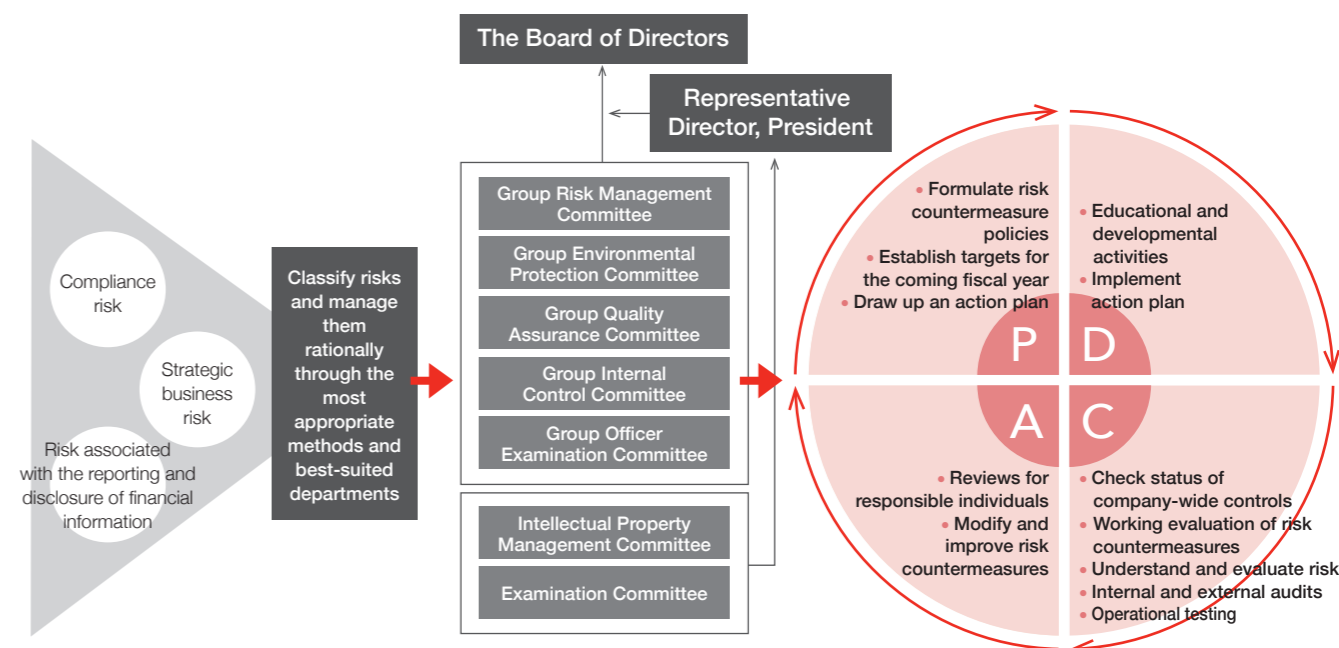 The Board of Directors
Representative
Director, President
Compliance
risk
Strategic
business
risk
Risk associated
with the reporting and
disclosure of financial
information
Classify risks
and manage
them
rationally
through the
most
appropriate
methods and
best-suited
departments
Group Risk Management
Committee
Group Environmental
Protection Committee
Group Quality
Assurance Committee
Group Internal
Control Committee
Group Officer
Examination Committee
Intellectual Property
Management Committee
Examination Committee
• Formulate risk
countermeasure
policies
• Establish targets for
the coming fiscal year
• Draw up an action plan
P
• Educational and
developmental
activities
• Implement
action plan
D
A
• Reviews for
responsible individuals
• Modify and
improve risk
countermeasures
C
• Check status of
company-wide controls
• Working evaluation of risk
countermeasures
• Understand and evaluate risk
• Internal and external audits
• Operational testing